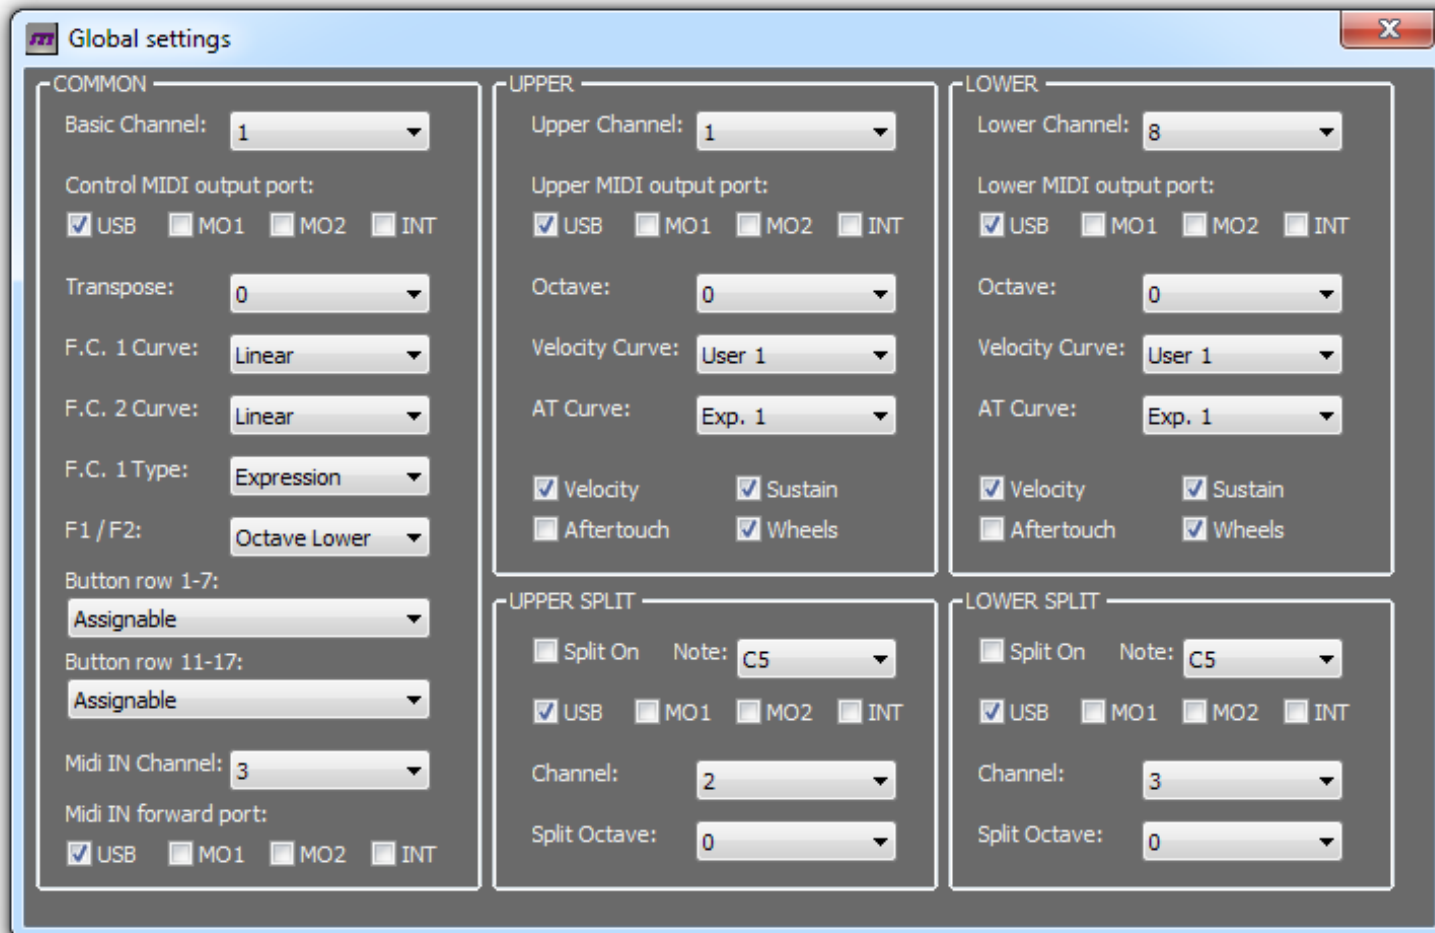 Global settings
COMMON
Basic Channel: 1
Control MIDI output port:
USB MO1 MO2 INT
Transpose: 0
F.C. 1 Curve: Linear
F.C. 2 Curve: Linear
F.C. 1 Type: Expression
F1 / F2: Octave Lower
Button row 1-7:
Assignable
Button row 11-17:
Assignable
Midi IN Channel: 3
Midi IN forward port:
USB MO1 MO2 INT
UPPER
Upper Channel: 1
Upper MIDI output port:
USB MO1 MO2 INT
Octave: 0
Velocity Curve: User 1
AT Curve: Exp. 1
Velocity Sustain
Aftertouch Wheels
UPPER SPLIT
Split On Note: C5
USB MO1 MO2 INT
Channel: 2
Split Octave: 0
LOWER
Lower Channel: 8
Lower MIDI output port:
USB MO1 MO2 INT
Octave: 0
Velocity Curve: User 1
AT Curve: Exp. 1
Velocity Sustain
Aftertouch Wheels
LOWER SPLIT
Split On Note: C5
USB MO1 MO2 INT
Channel: 3
Split Octave: 0